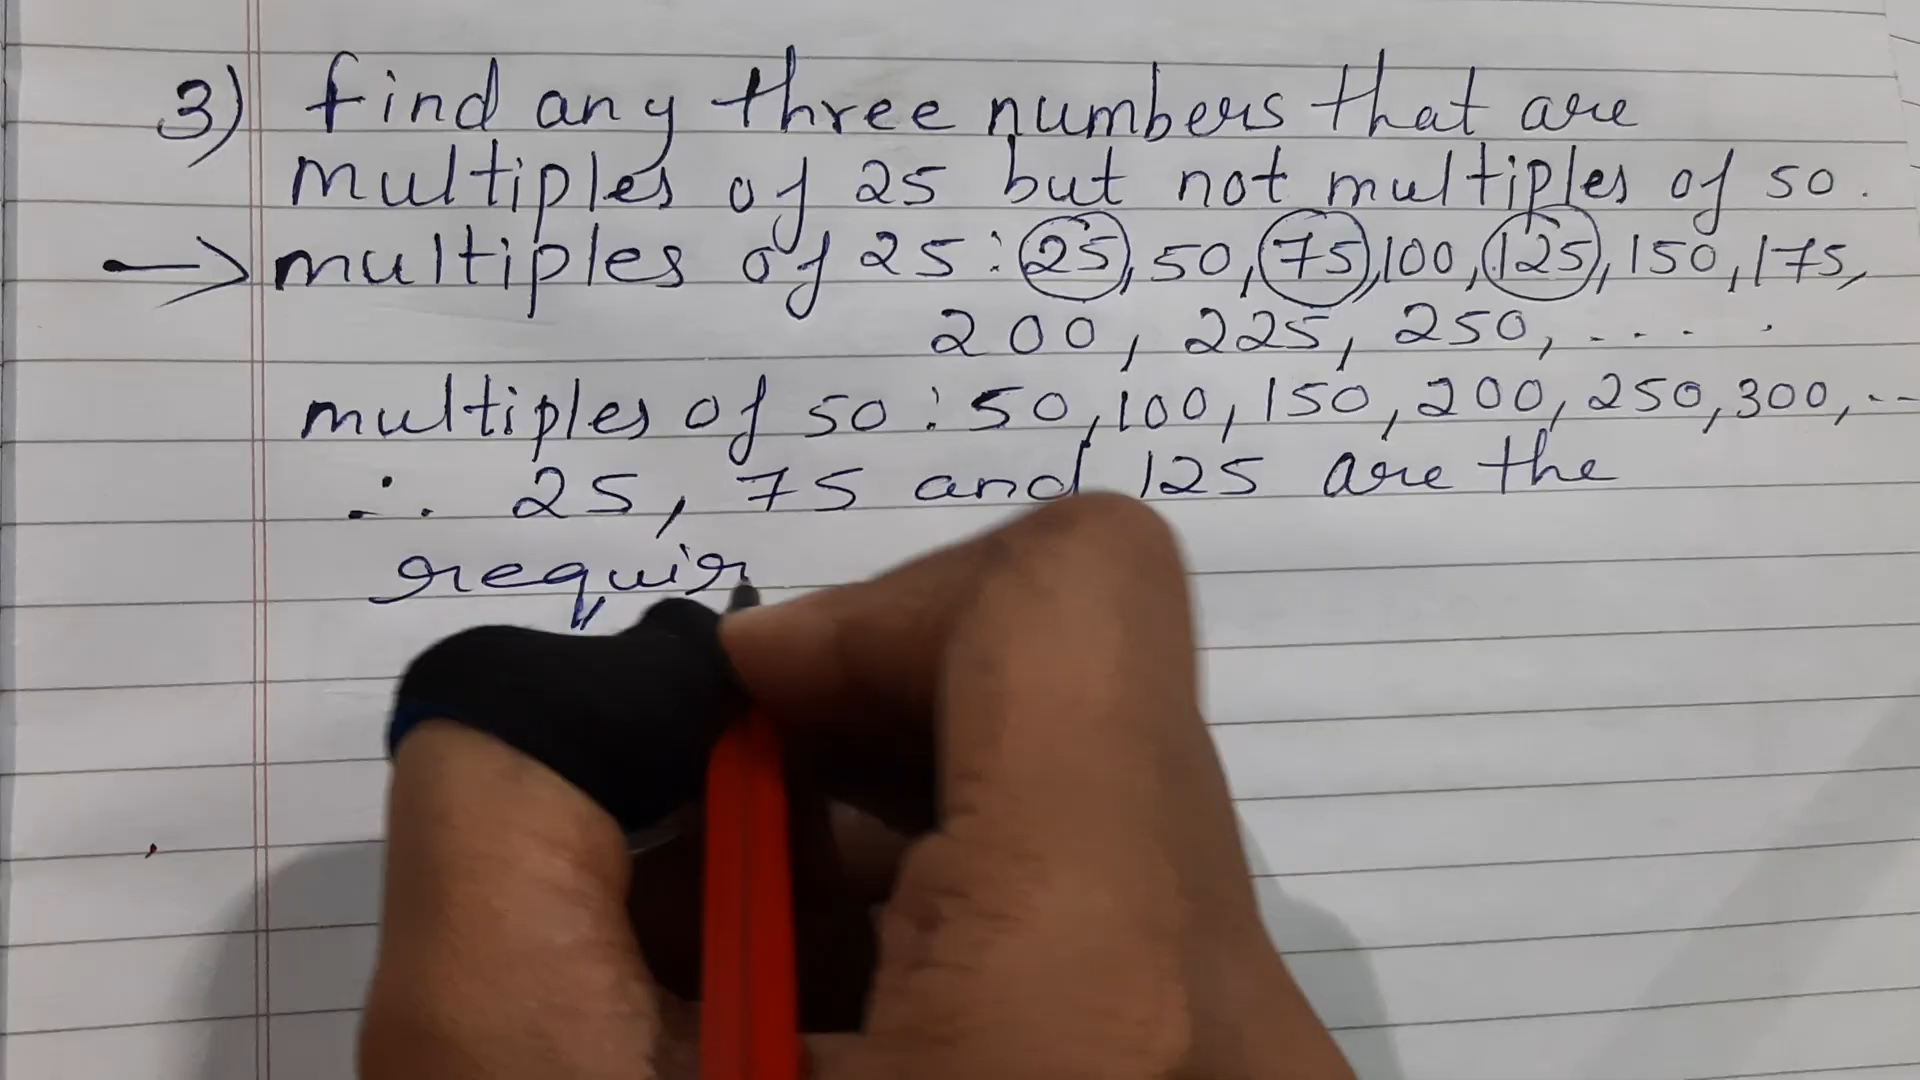 3) find any three numbers that are
multiples of 25 but not multiples of 50.
→ multiples of 25 : 25, 50, 75, 100, 125, 150, 175,
200, 225, 250, .....
multiples of 50 : 50, 100, 150, 200, 250, 300, ..
∴ 25, 75 and 125 are the
requir